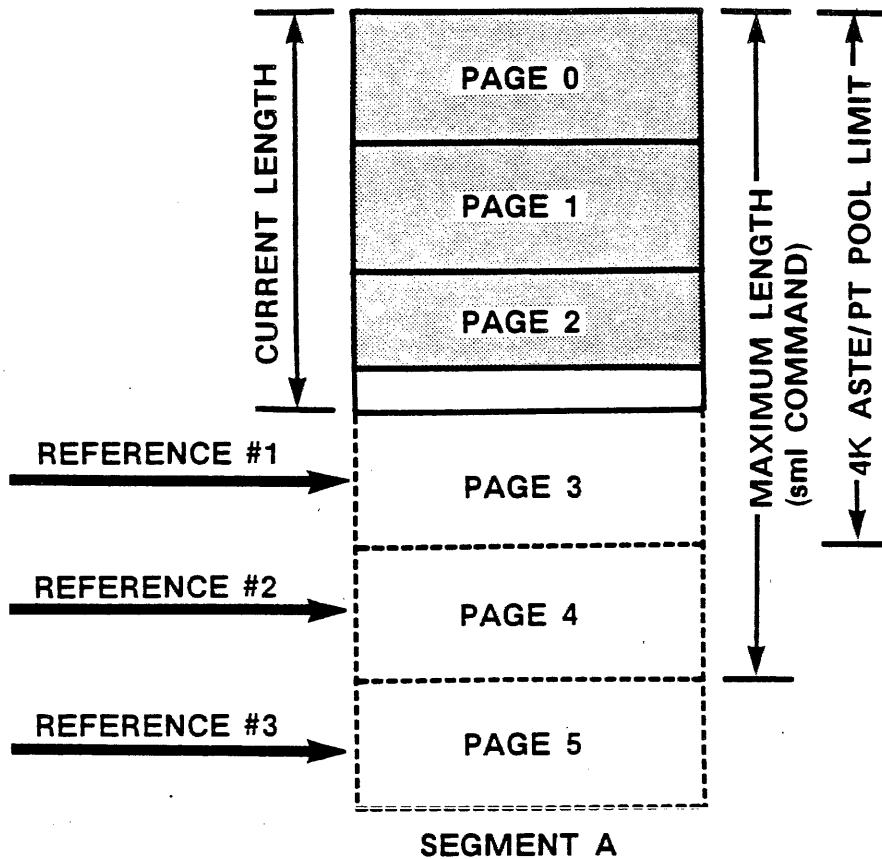 CURRENT LENGTH
PAGE 0
PAGE 1
PAGE 2
PAGE 3
PAGE 4
PAGE 5
MAXIMUM LENGTH
(sml COMMAND)
4K ASTE/PT POOL LIMIT
REFERENCE #1
REFERENCE #2
REFERENCE #3
SEGMENT A